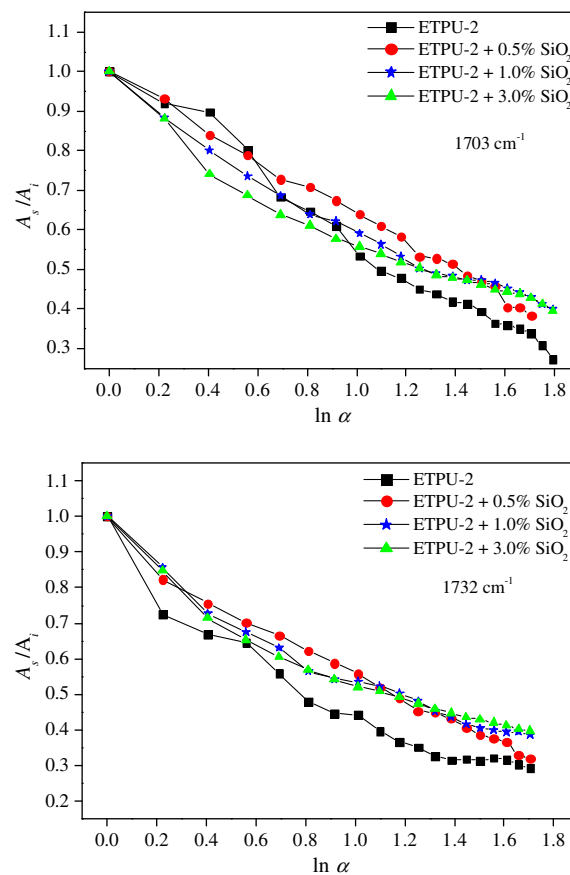 1.1
1.0
0.9
0.8
0.7
0.6
0.5
0.4
0.3
A_s/A_i
ETPU-2
ETPU-2 + 0.5% SiO₂
ETPU-2 + 1.0% SiO₂
ETPU-2 + 3.0% SiO₂
1703 cm⁻¹
0.0 0.2 0.4 0.6 0.8 1.0 1.2 1.4 1.6 1.8
ln α
1.1
1.0
0.9
0.8
0.7
0.6
0.5
0.4
0.3
0.2
A_s/A_i
ETPU-2
ETPU-2 + 0.5% SiO₂
ETPU-2 + 1.0% SiO₂
ETPU-2 + 3.0% SiO₂
1732 cm⁻¹
0.0 0.2 0.4 0.6 0.8 1.0 1.2 1.4 1.6 1.8
ln α